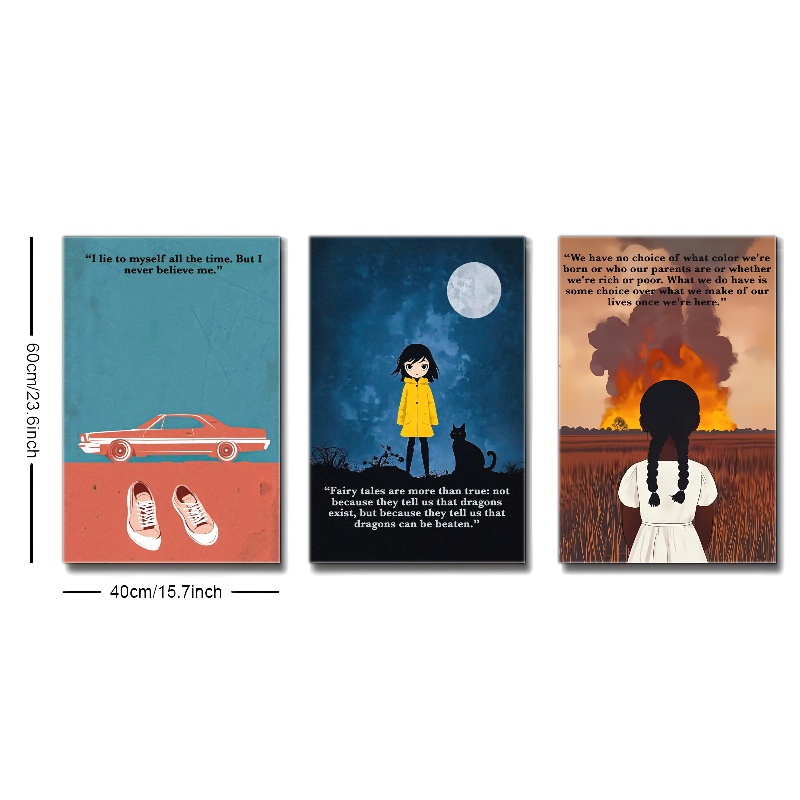 “I lie to myself all the time. But I
never believe me.”
“Fairy tales are more than true: not
because they tell us that dragons
exist, but because they tell us that
dragons can be beaten.”
“We have no choice of what color we're
born or who our parents are or whether
we're rich or poor. What we do have is
some choice over what we make of our
lives once we're here.”
60cm/23.6inch
40cm/15.7inch